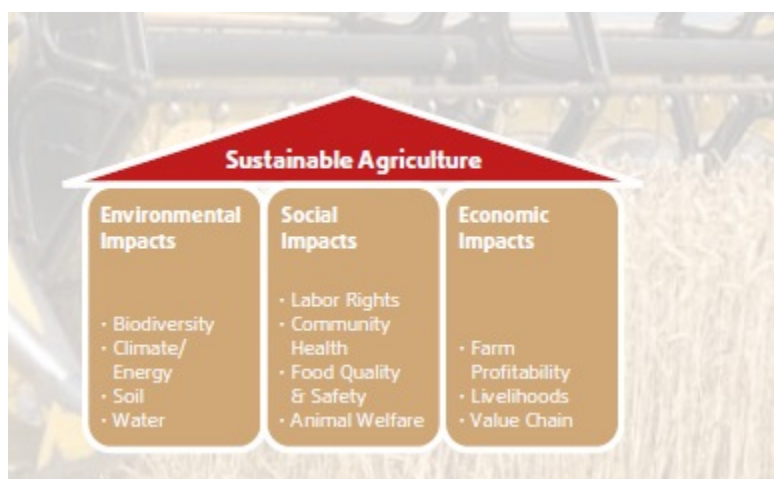 Sustainable Agriculture
Environmental
Impacts
· Biodiversity
· Climate/
Energy
· Soil
· Water
Social
Impacts
· Labor Rights
· Community
Health
· Food Quality
& Safety
· Animal Welfare
Economic
Impacts
· Farm
Profitability
· Livelihoods
· Value Chain